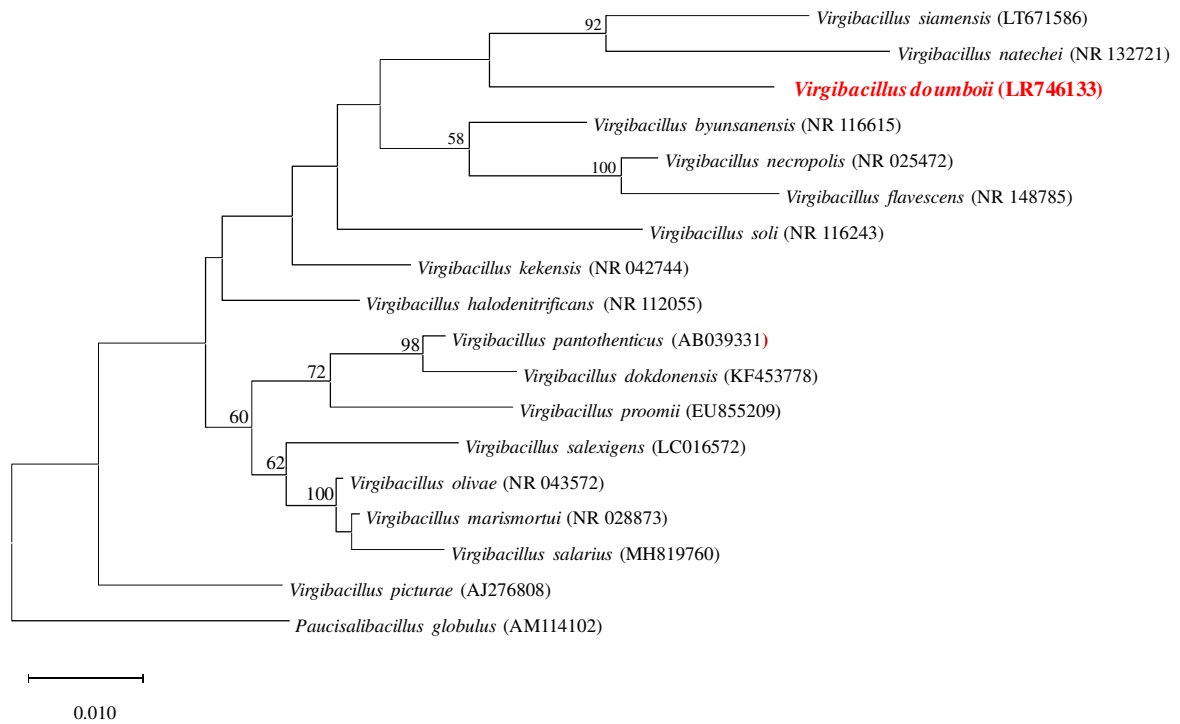 92
Virgibacillus siamensis (LT671586)
Virgibacillus natechei (NR 132721)
Virgibacillus doumboii (LR746133)
58
Virgibacillus byunsanensis (NR 116615)
100
Virgibacillus necropolis (NR 025472)
Virgibacillus flavescens (NR 148785)
Virgibacillus soli (NR 116243)
Virgibacillus kekensis (NR 042744)
Virgibacillus halodenitrificans (NR 112055)
98
Virgibacillus pantothenticus (AB039331)
72
Virgibacillus dokdonensis (KF453778)
Virgibacillus proomii (EU855209)
60
Virgibacillus salexigens (LC016572)
62
Virgibacillus olivae (NR 043572)
100
Virgibacillus marismortui (NR 028873)
Virgibacillus salarius (MH819760)
Virgibacillus picturae (AJ276808)
Paucisalibacillus globulus (AM114102)
0.010